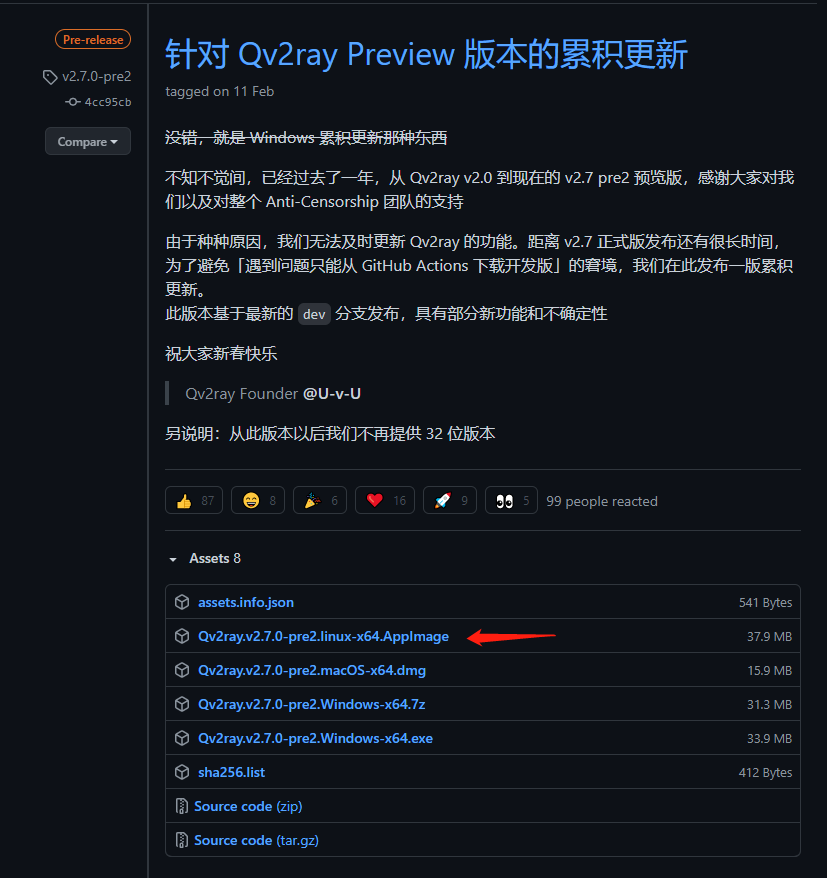 Pre-release
v2.7.0-pre2
4cc95cb
Compare
针对 Qv2ray Preview 版本的累积更新
tagged on 11 Feb
没错，就是 Windows 累积更新那种东西
不知不觉间，已经过去了一年，从 Qv2ray v2.0 到现在的 v2.7 pre2 预览版，感谢大家对我
们以及对整个 Anti-Censorship 团队的支持
由于种种原因，我们无法及时更新 Qv2ray 的功能。距离 v2.7 正式版发布还有很长时间，
为了避免「遇到问题只能从 GitHub Actions 下载开发版」的窘境，我们在此发布一版累积
更新。
此版本基于最新的 dev 分支发布，具有部分新功能和不确定性
祝大家新春快乐
Qv2ray Founder @U-v-U
另说明：从此版本以后我们不再提供 32 位版本
87 8 6 16 9 5 99 people reacted
Assets 8
assets.info.json 541 Bytes
Qv2ray.v2.7.0-pre2.linux-x64.AppImage 37.9 MB
Qv2ray.v2.7.0-pre2.macOS-x64.dmg 15.9 MB
Qv2ray.v2.7.0-pre2.Windows-x64.7z 31.3 MB
Qv2ray.v2.7.0-pre2.Windows-x64.exe 33.9 MB
sha256.list 412 Bytes
Source code (zip)
Source code (tar.gz)